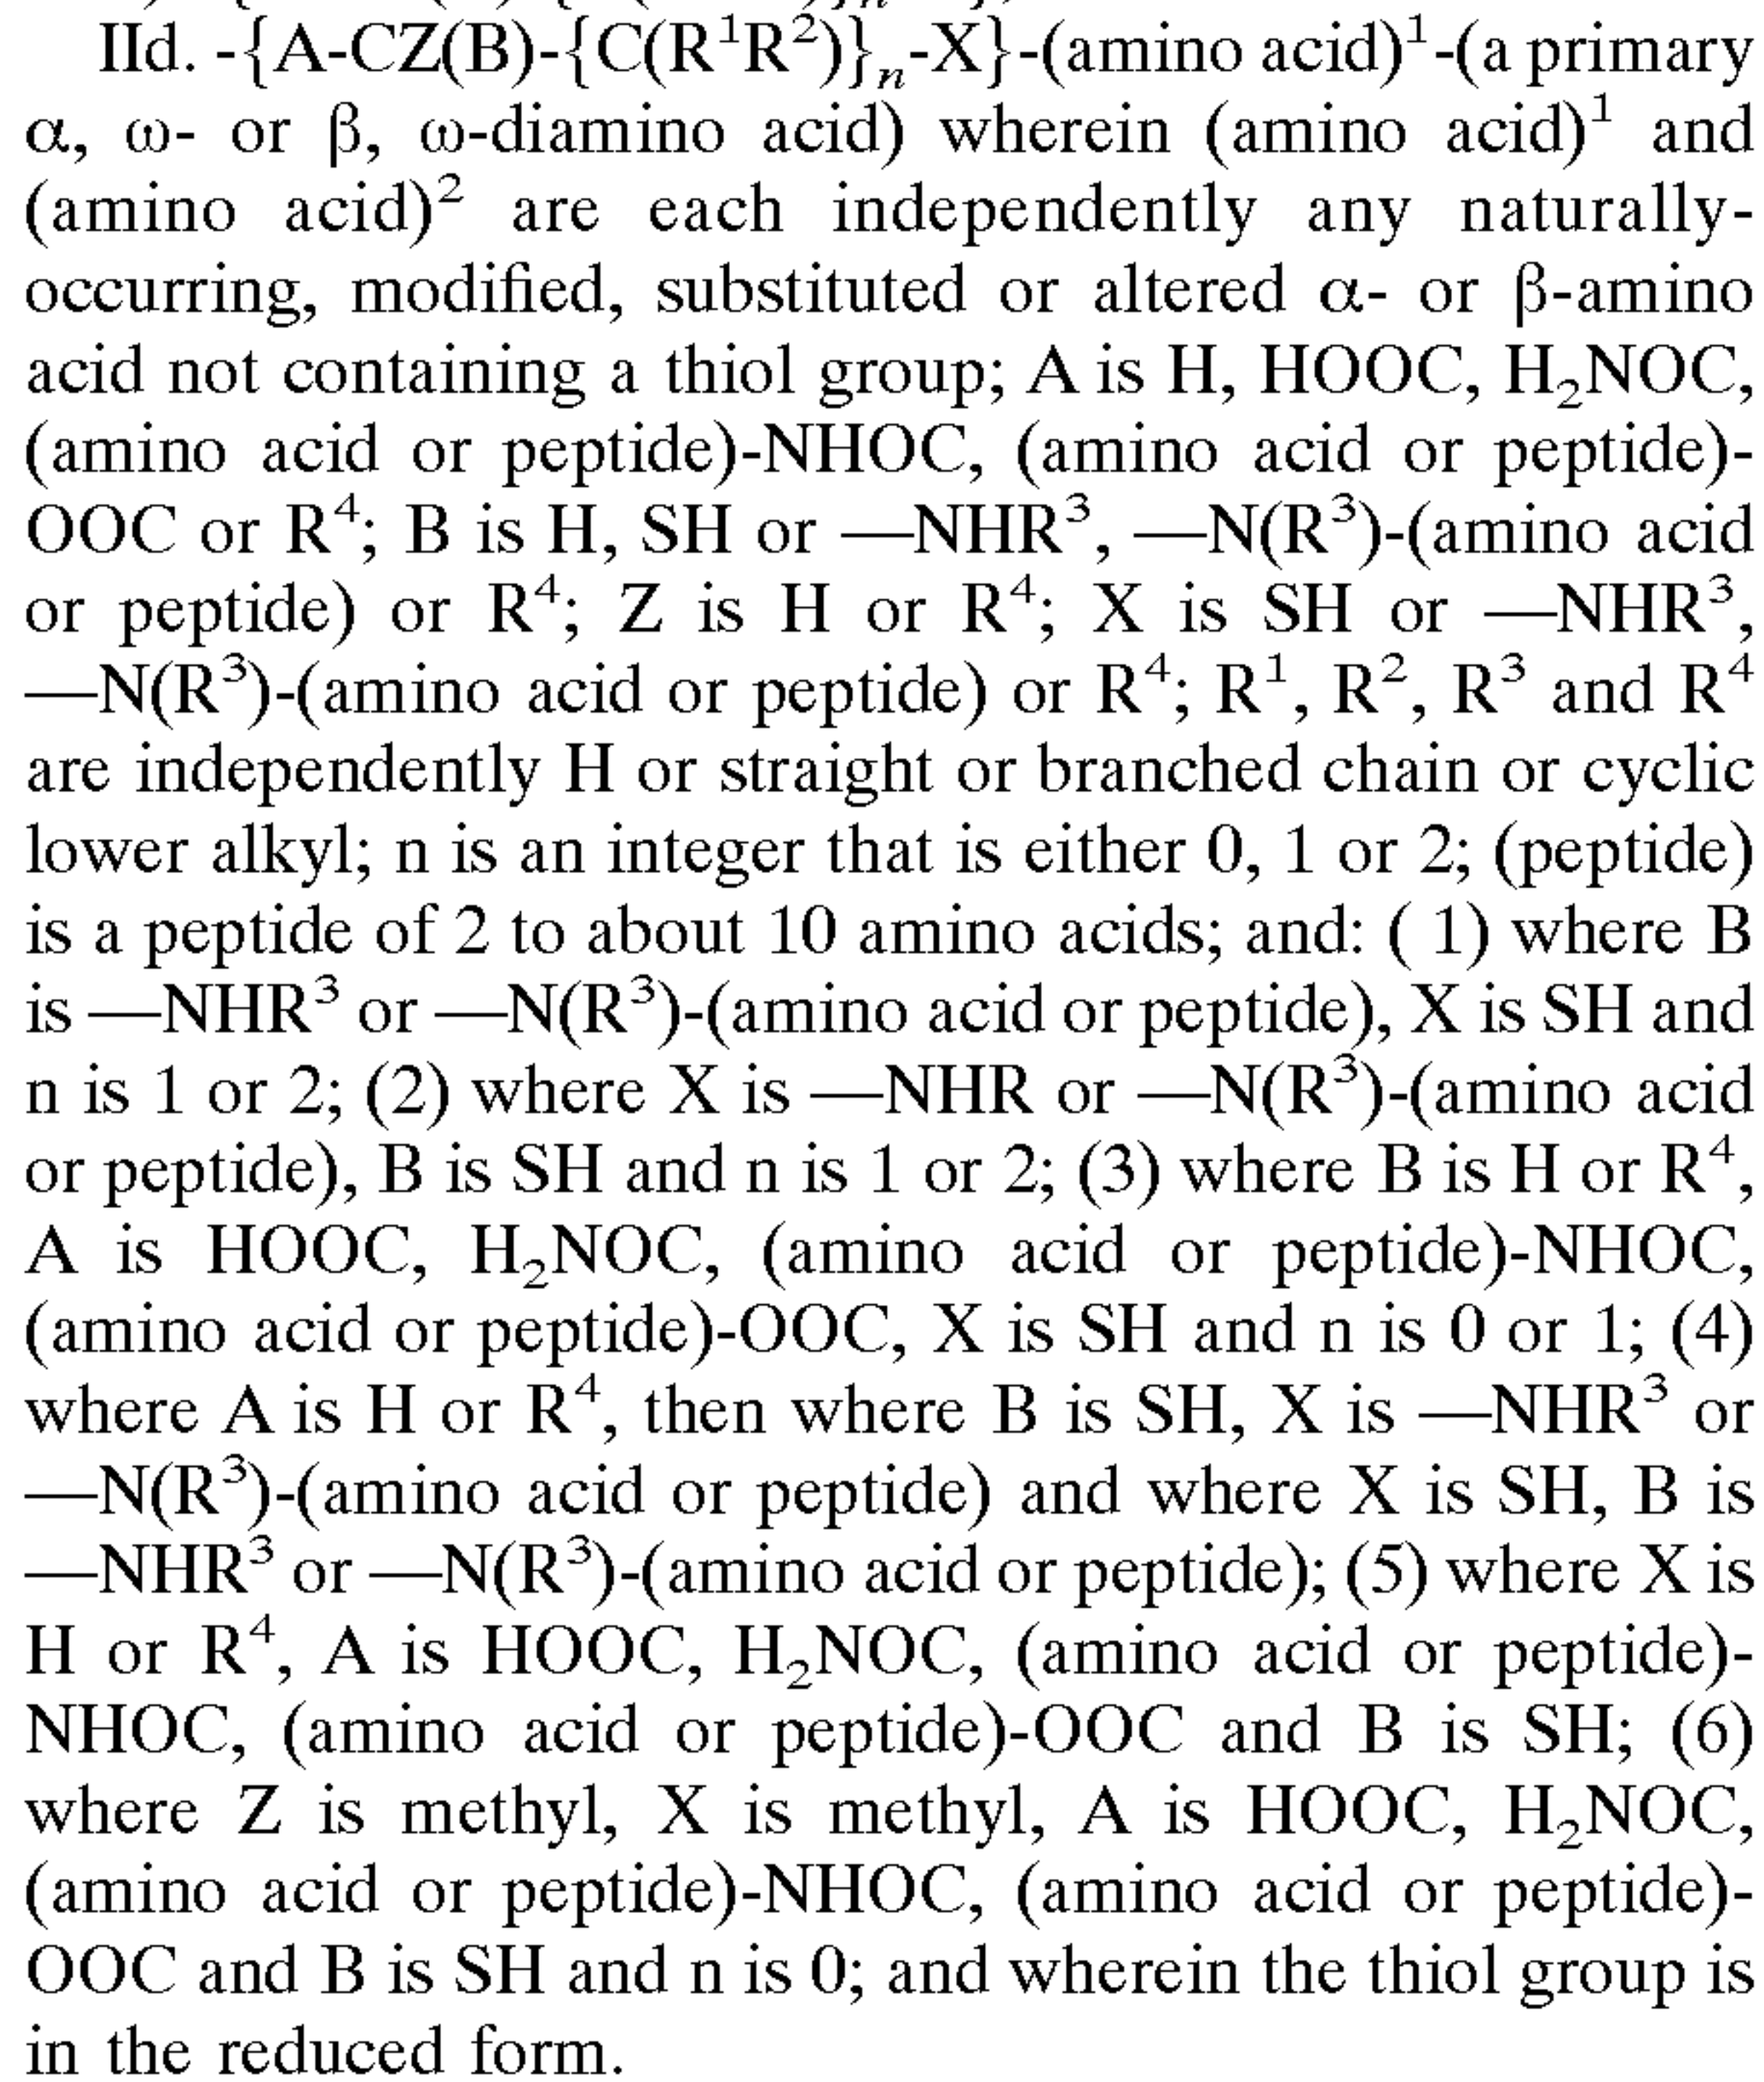 IId. -{A-CZ(B)-{C(R¹R²)}ₙ-X}-(amino acid)¹-(a primary
α, ω- or β, ω-diamino acid) wherein (amino acid)¹ and
(amino acid)² are each independently any naturally-
occurring, modified, substituted or altered α- or β-amino
acid not containing a thiol group; A is H, HOOC, H₂NOC,
(amino acid or peptide)-NHOC, (amino acid or peptide)-
OOC or R⁴; B is H, SH or —NHR³, —N(R³)-(amino acid
or peptide) or R⁴; Z is H or R⁴; X is SH or —NHR³,
—N(R³)-(amino acid or peptide) or R⁴; R¹, R², R³ and R⁴
are independently H or straight or branched chain or cyclic
lower alkyl; n is an integer that is either 0, 1 or 2; (peptide)
is a peptide of 2 to about 10 amino acids; and: ( 1) where B
is —NHR³ or —N(R³)-(amino acid or peptide), X is SH and
n is 1 or 2; (2) where X is —NHR or —N(R³)-(amino acid
or peptide), B is SH and n is 1 or 2; (3) where B is H or R⁴,
A is HOOC, H₂NOC, (amino acid or peptide)-NHOC,
(amino acid or peptide)-OOC, X is SH and n is 0 or 1; (4)
where A is H or R⁴, then where B is SH, X is —NHR³ or
—N(R³)-(amino acid or peptide) and where X is SH, B is
—NHR³ or —N(R³)-(amino acid or peptide); (5) where X is
H or R⁴, A is HOOC, H₂NOC, (amino acid or peptide)-
NHOC, (amino acid or peptide)-OOC and B is SH; (6)
where Z is methyl, X is methyl, A is HOOC, H₂NOC,
(amino acid or peptide)-NHOC, (amino acid or peptide)-
OOC and B is SH and n is 0; and wherein the thiol group is
in the reduced form.